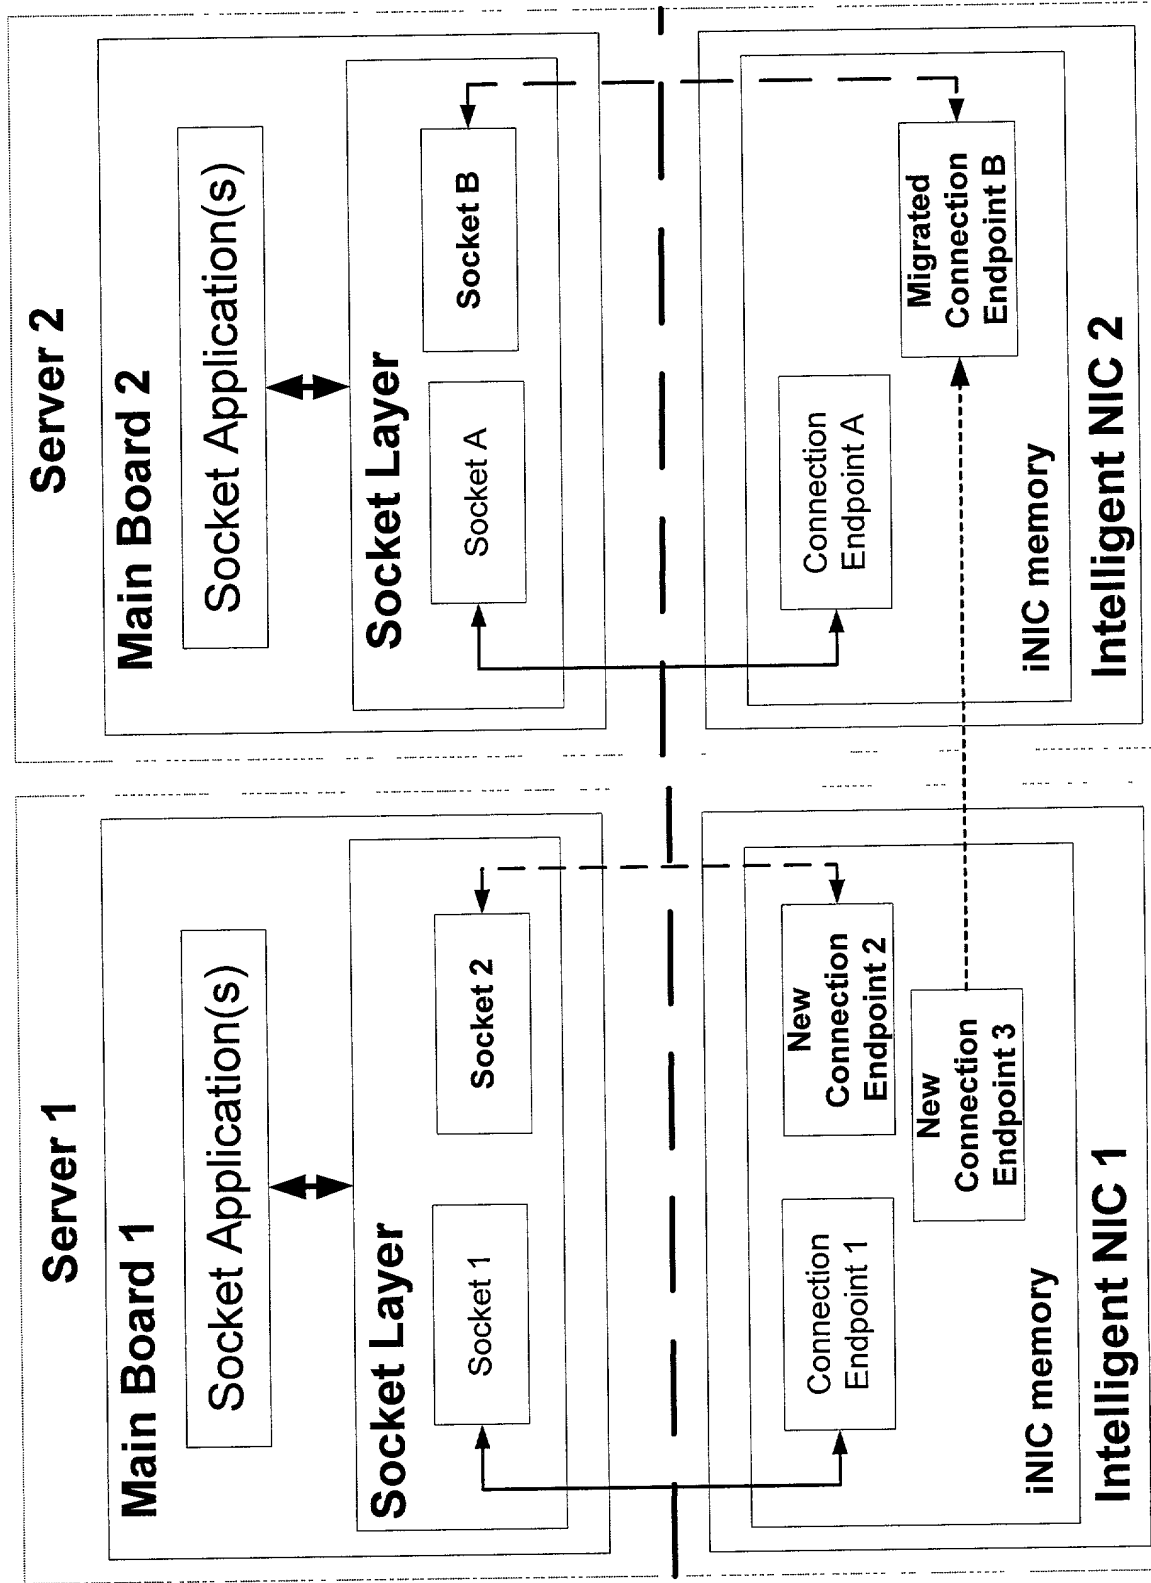 Server 1
Main Board 1
Socket Application(s)
Socket Layer
Socket 1
Socket 2
Connection
Endpoint 1
New
Connection
Endpoint 2
New
Connection
Endpoint 3
iNIC memory
Intelligent NIC 1
Server 2
Main Board 2
Socket Application(s)
Socket Layer
Socket A
Socket B
Connection
Endpoint A
Migrated
Connection
Endpoint B
iNIC memory
Intelligent NIC 2